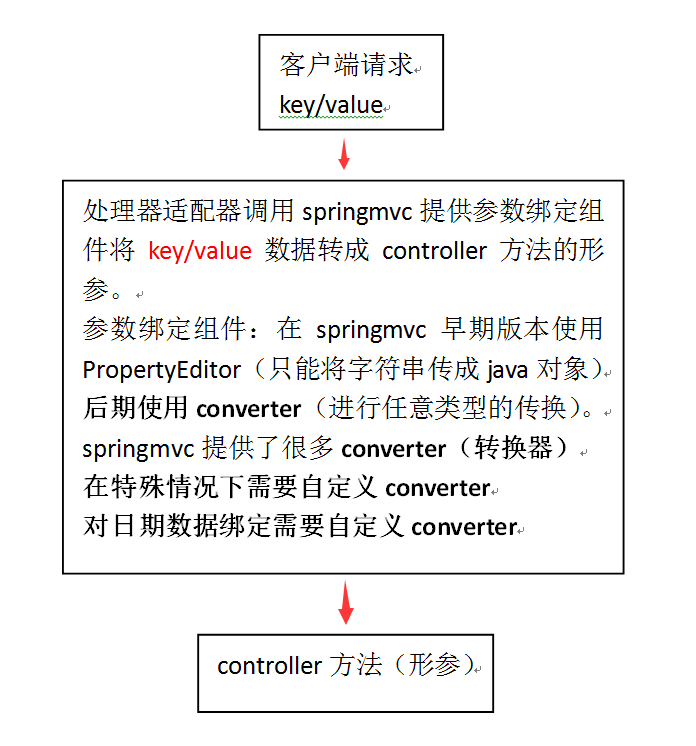 客户端请求
key/value
处理器适配器调用 springmvc 提供参数绑定组
件将 key/value 数据转成 controller 方法的形
参。
参数绑定组件：在 springmvc 早期版本使用
PropertyEditor（只能将字符串传成 java 对象）
后期使用 converter（进行任意类型的传换）。
springmvc 提供了很多 converter（转换器）
在特殊情况下需要自定义 converter
对日期数据绑定需要自定义 converter
controller 方法（形参）